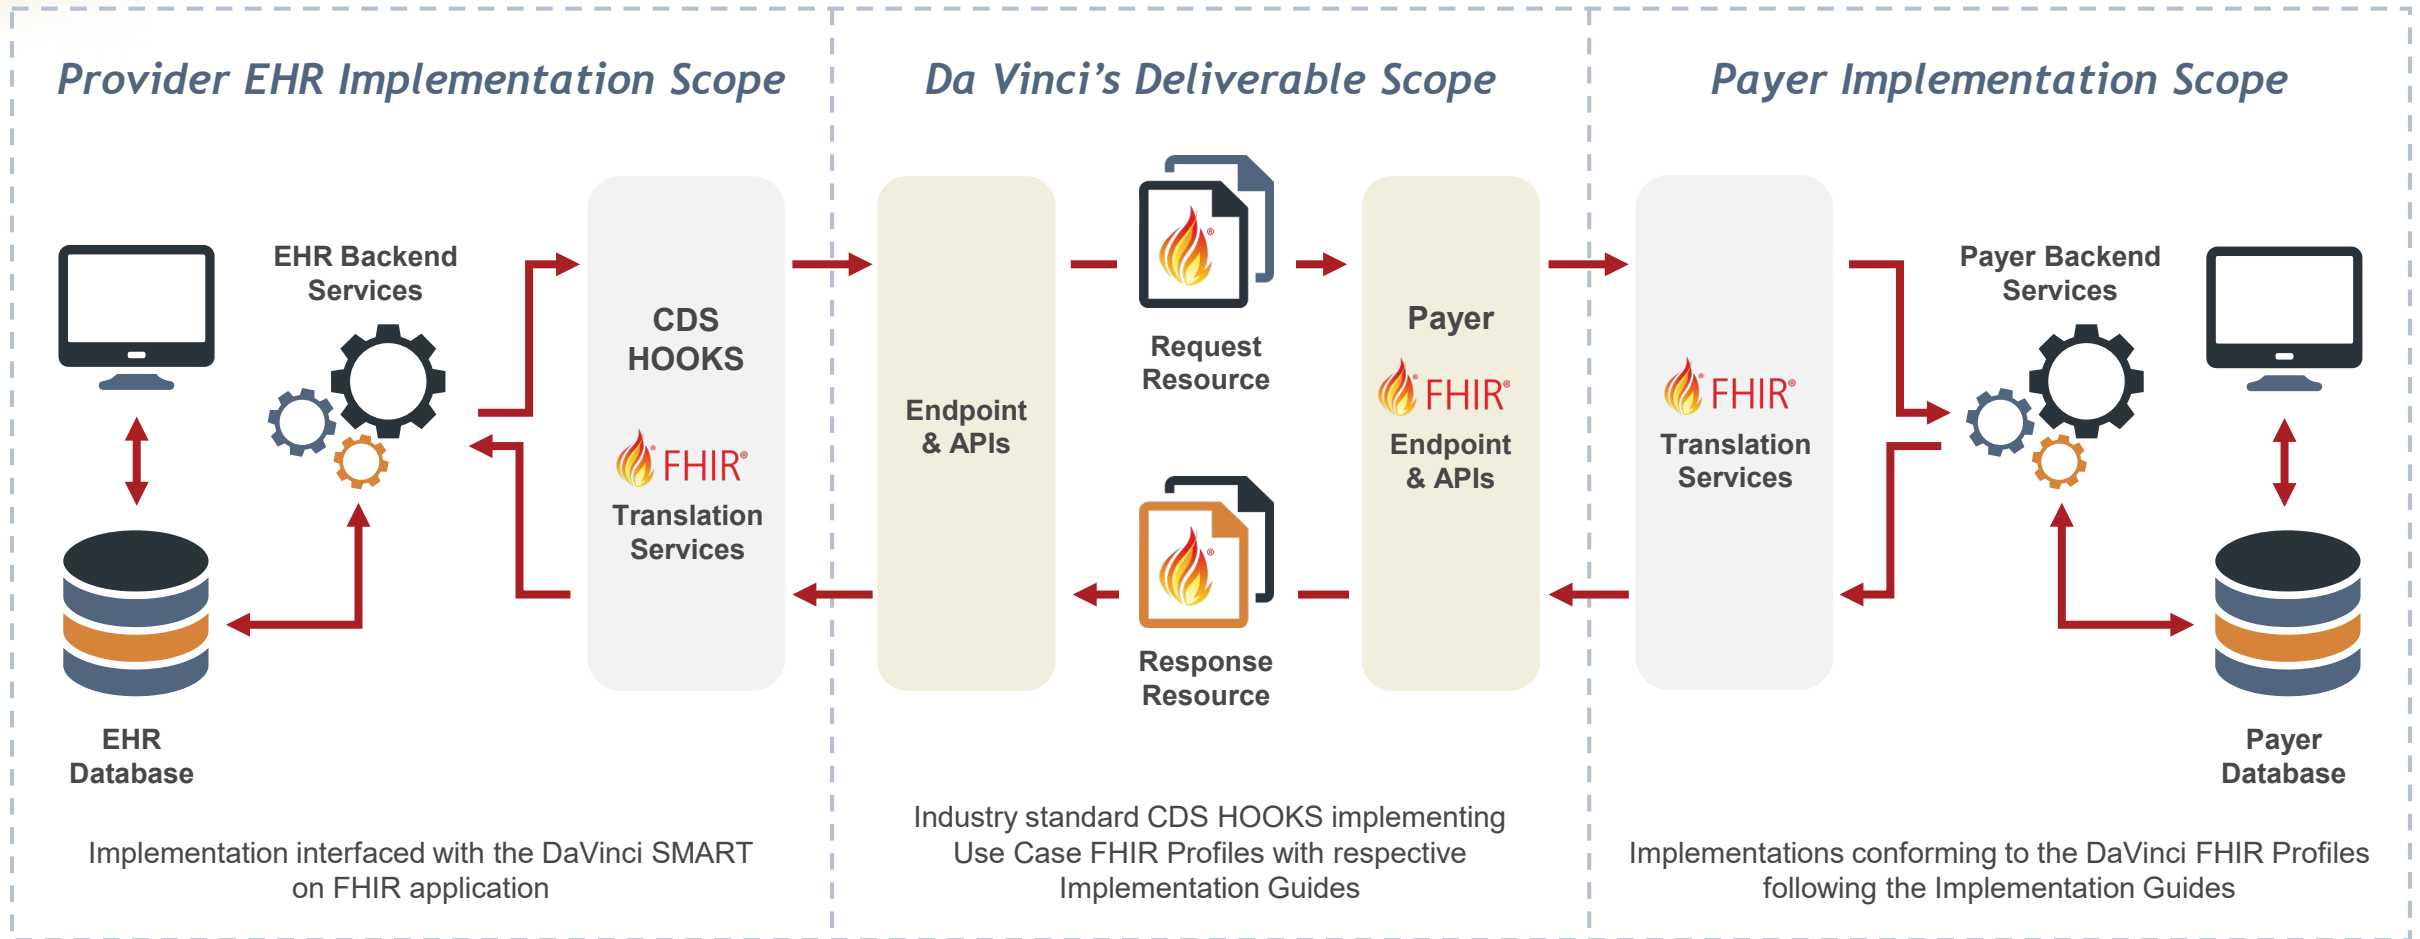 Provider EHR Implementation Scope
Da Vinci's Deliverable Scope
Payer Implementation Scope
EHR Backend
Services
CDS
HOOKS
FHIR®
Translation
Services
EHR
Database
Implementation interfaced with the DaVinci SMART
on FHIR application
Endpoint
& APIs
®
Request
Resource
®
Response
Resource
Payer
FHIR®
Endpoint
& APIs
Industry standard CDS HOOKS implementing
Use Case FHIR Profiles with respective
Implementation Guides
FHIR®
Translation
Services
Payer Backend
Services
Payer
Database
Implementations conforming to the DaVinci FHIR Profiles
following the Implementation Guides